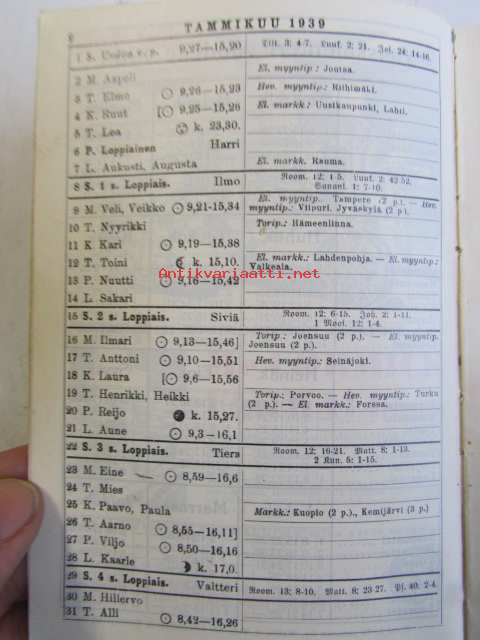 TAMMIKUU 1939
1 S. Uudenv. p. 9,27—15,20 Tit. 3: 4-7. Luuk. 2: 21. Jes. 24: 14-16.
2 M. Aapeli El. myyntip.: Joutsa.
3 T. Elmo 9,26—15,23 Hev. myyntip.: Riihimäki.
4 K. Ruut [ 9,25—15,26 El. markk.: Uusikaupunki, Lahti.
5 T. Lea k. 23,30.
6 P. Loppiainen Harri
7 L. Aukusti, Augusta El. markk. Rauma.
8 S. 1 s. Loppiais. Ilmo Room. 12: 1-5. Luuk. 2: 42-52.
9 M. Veli, Veikko 9,21-15,34 El. myyntip. Tampere (2 p.). — Hev. myyntip.: Viipuri. Jyväskylä (2 p.).
10 T. Nyyrikki Torip.: Hämeenlinna.
11 K Kari 9,19—15,38
12 T. Toini k. 15,10. El. markk.: Lahdenpohja. — El. myyntip.: Valkeala.
Antikvariaatti.net
13 P. Nuutti 9,16—15,42
14 L. Sakari
15 S. 2 s. Loppiais. Siviä Room. 12: 6-15. Joh. 2: 1-11.
1 Moos. 12: 1-4.
16 M. Ilmari 9,13—15,46] Torip.: Joensuu (2 p.). — El. myyntip. Joensuu (2 p.).
17 T. Anttoni 9,10—15,51 Hev. myyntip.: Seinäjoki.
18 K. Laura [ 9,6—15,56
19 T. Henrikki, Heikki Torip.: Porvoo. — Hev. myyntip.: Turku (2 p.). — El. markk.: Forssa.
20 P. Reijo k. 15,27.
21 L. Aune 9,3—16,1
22 S. 3 s. Loppiais. Tiera Room. 12: 16-21. Matt. 8: 1-13.
2 Kun. 5: 1-15.
23 M. Eine 8,59—16,6
24 T. Mies
25 K. Paavo, Paula Markk.: Kuopio (2 p.), Kemijärvi (3 p.)
26 T. Aarno 8,55—16,11]
27 P. Viljo 8,50—16,16
28 L. Kaarle k. 17,0.
29 S. 4 s. Loppiais. Valtteri Room. 13: 8-10. Matt. 8: 23-27. Ps. 40. 2-4.
30 M. Hillervo
31 T. Alli 8,42—16,26